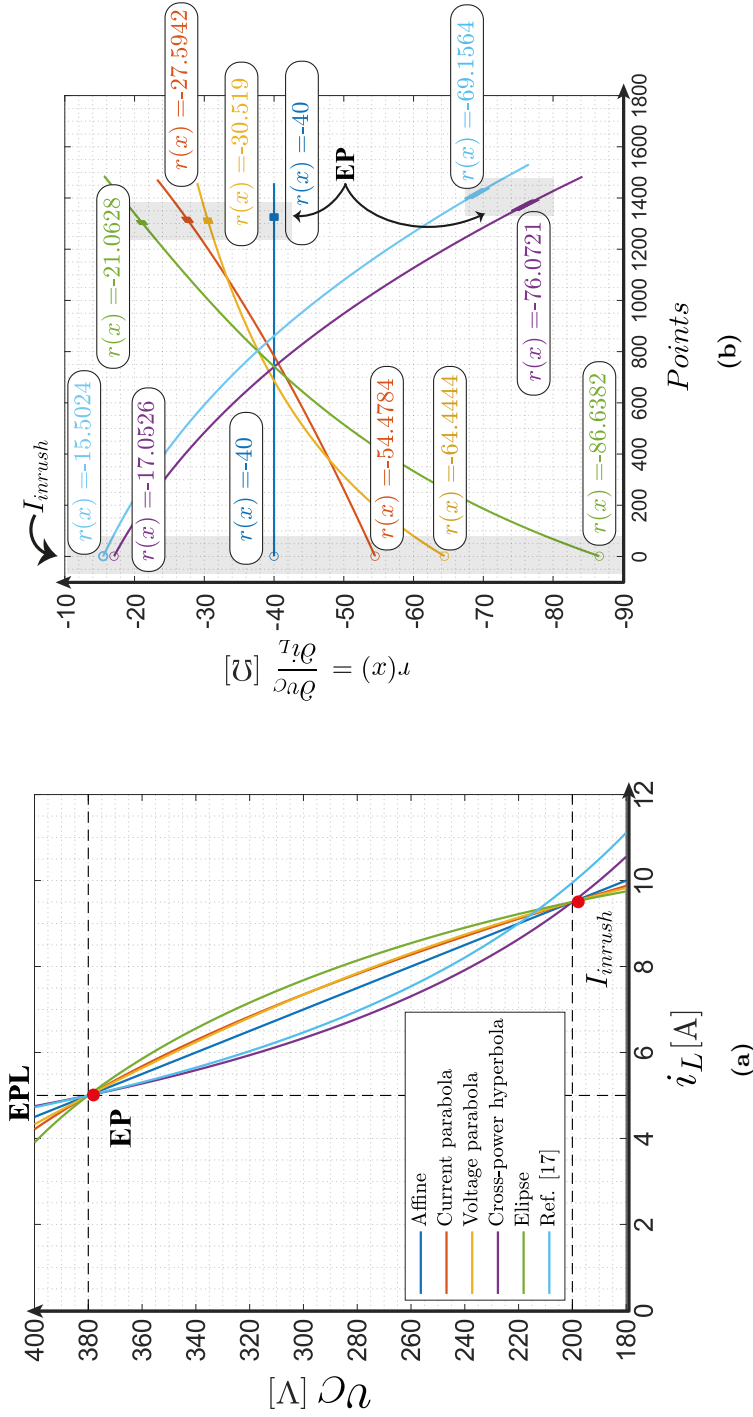 EPL
EP
I_inrush
400
380
360
340
320
300
280
260
240
220
200
180
υ_C [V]
0
2
4
6
8
10
12
i_L [A]
Affine
Current parabola
Voltage parabola
Cross-power hyperbola
Elipse
Ref. [17]
(a)
I_inrush
r(x) =-15.5024
r(x) =-17.0526
r(x) =-40
r(x) =-54.4784
r(x) =-64.4444
r(x) =-86.6382
r(x) =-21.0628
r(x) =-27.5942
r(x) =-30.519
r(x) =-40
EP
r(x) =-69.1564
r(x) =-76.0721
-10
-20
-30
-40
-50
-60
-70
-80
-90
r(x) = ∂υ_C/∂i_L [Ω]
0
200
400
600
800
1000
1200
1400
1600
1800
Points
(b)